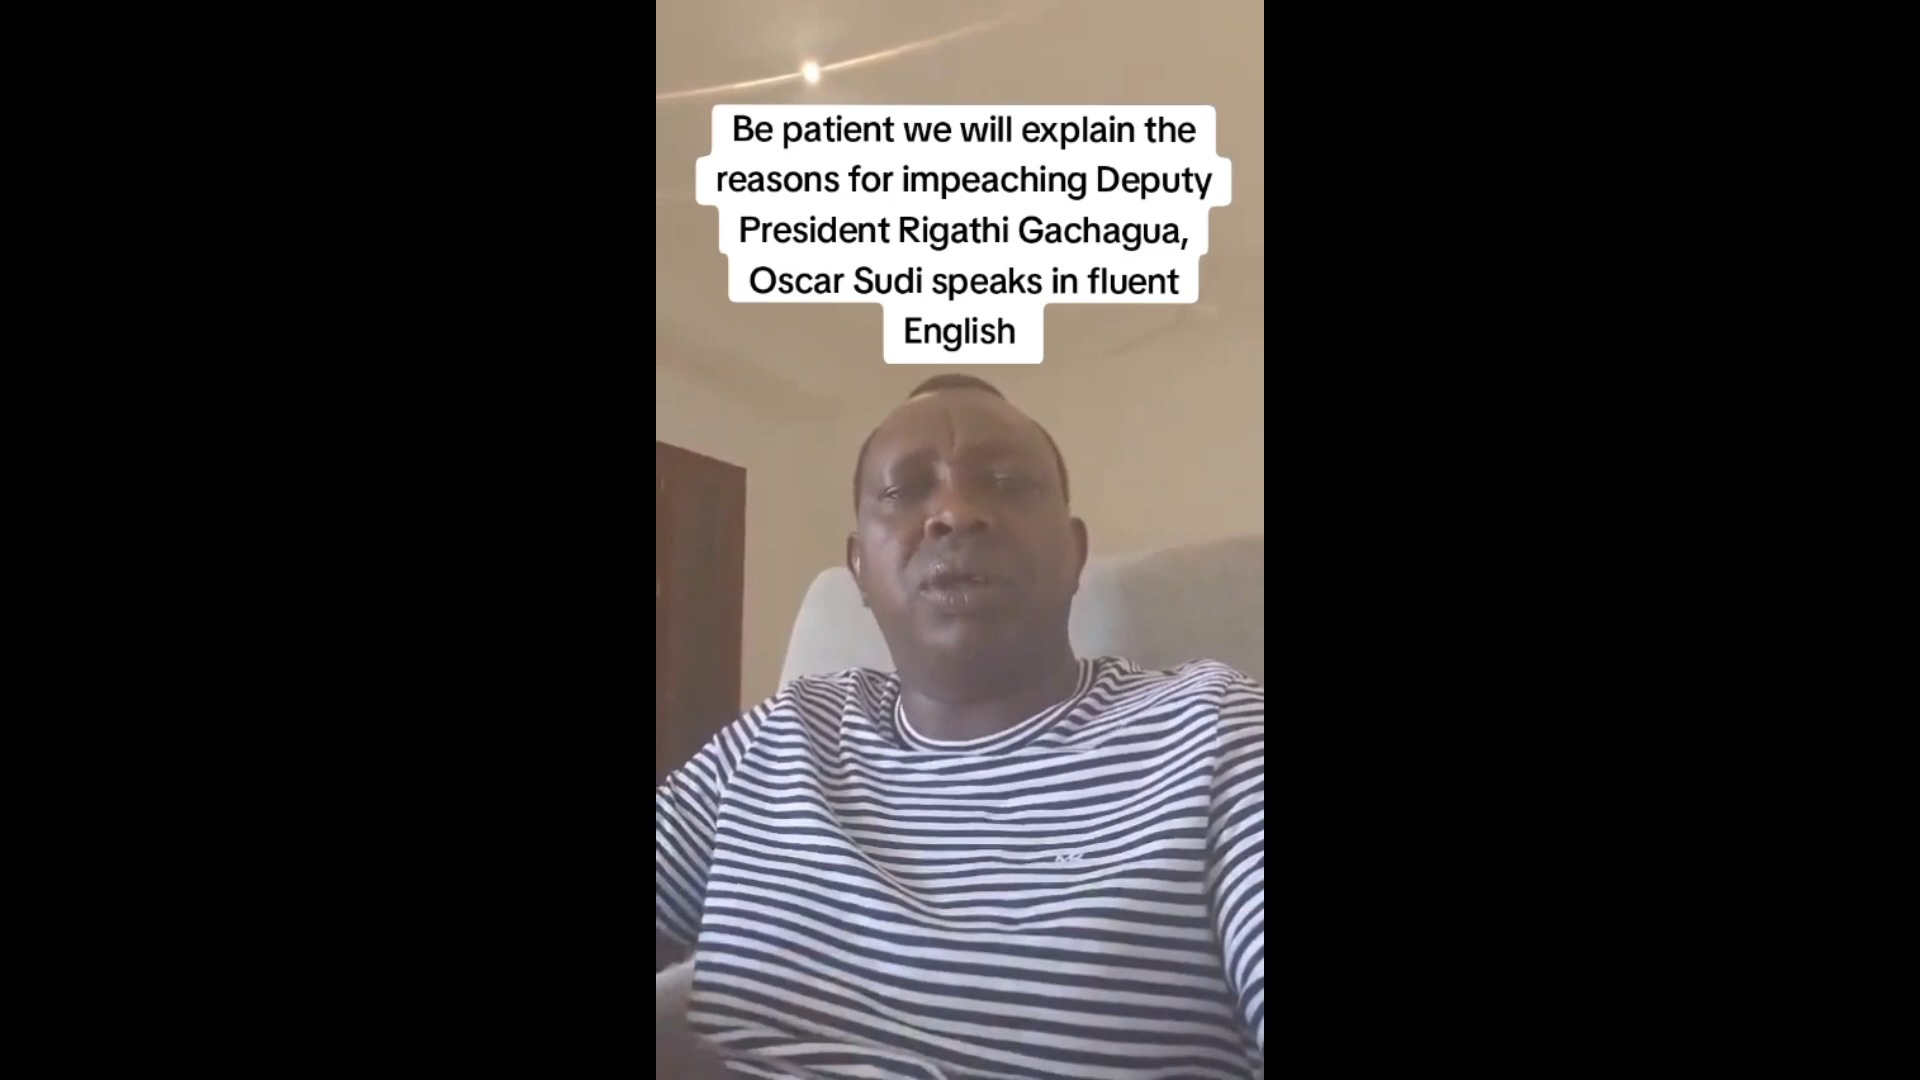 Be patient we will explain the
reasons for impeaching Deputy
President Rigathi Gachagua,
Oscar Sudi speaks in fluent
English